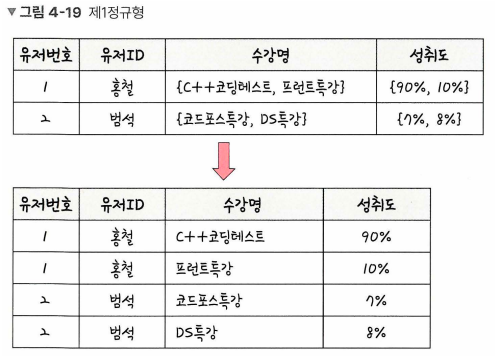 ▼ 그림 4-19 제1정규형
유저번호 유저ID 수강명 성취도
1 홍철 {C++코딩테스트, 프런트특강} {90%, 10%}
2 범석 {코드포스특강, DS특강} {7%, 8%}
유저번호 유저ID 수강명 성취도
1 홍철 C++코딩테스트 90%
1 홍철 프런트특강 10%
2 범석 코드포스특강 7%
2 범석 DS특강 8%